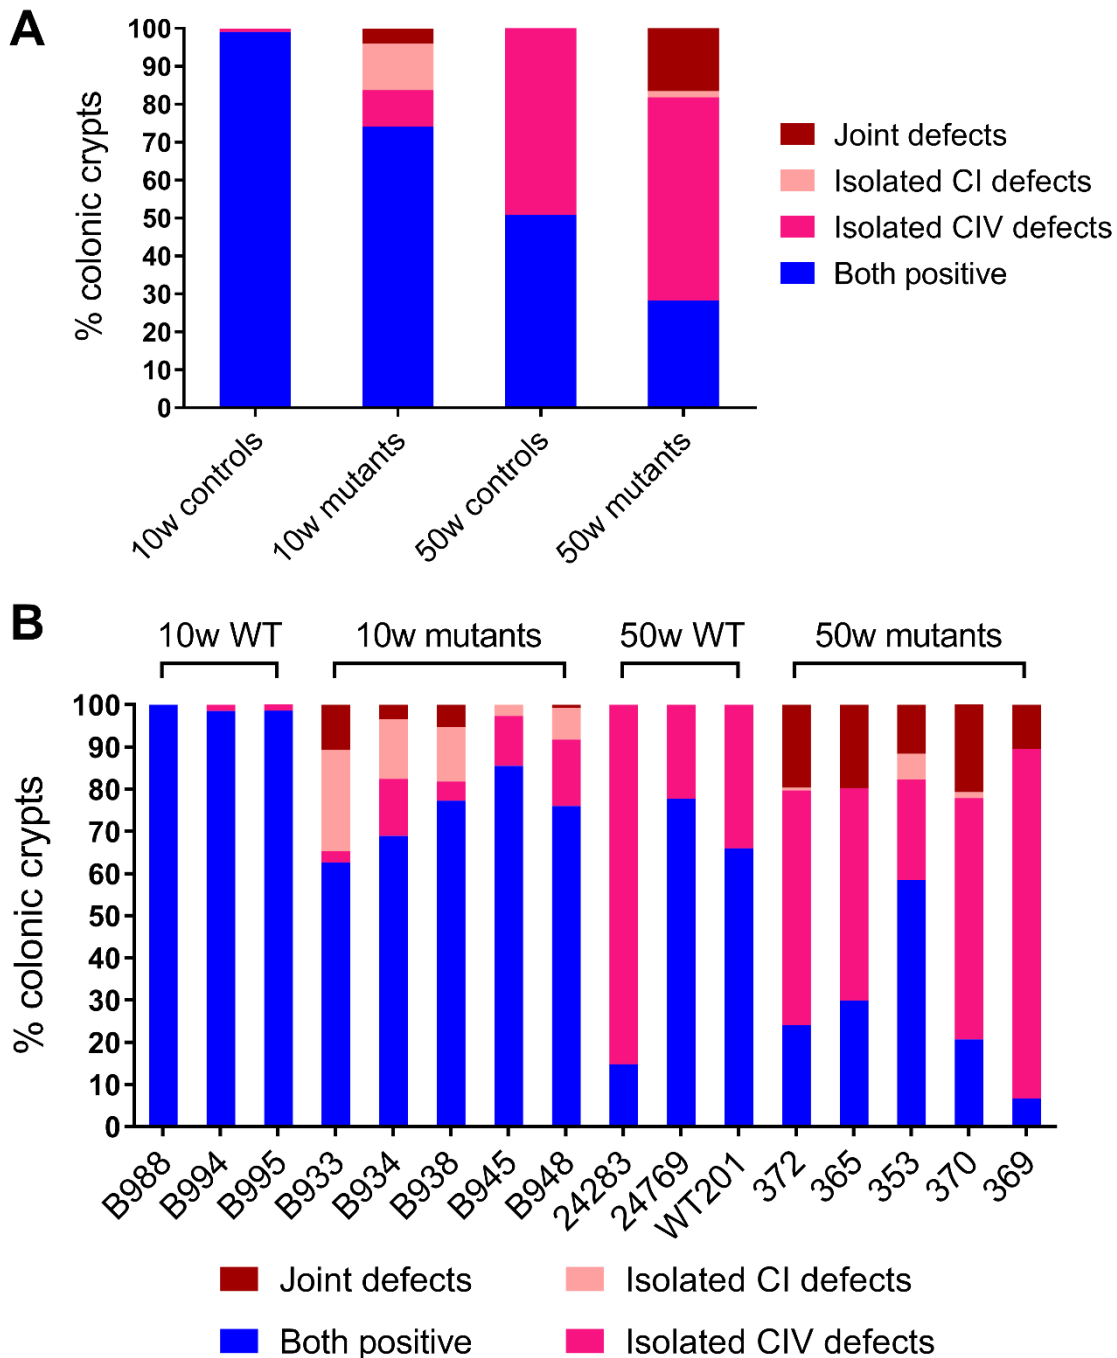 A
% colonic crypts
100
90
80
70
60
50
40
30
20
10
0
10w controls
10w mutants
50w controls
50w mutants
Joint defects
Isolated CI defects
Isolated CIV defects
Both positive
B
10w WT
10w mutants
50w WT
50w mutants
% colonic crypts
100
90
80
70
60
50
40
30
20
10
0
B988
B994
B995
B933
B934
B938
B945
B948
24283
24769
WT201
372
365
353
370
369
Joint defects
Isolated CI defects
Both positive
Isolated CIV defects